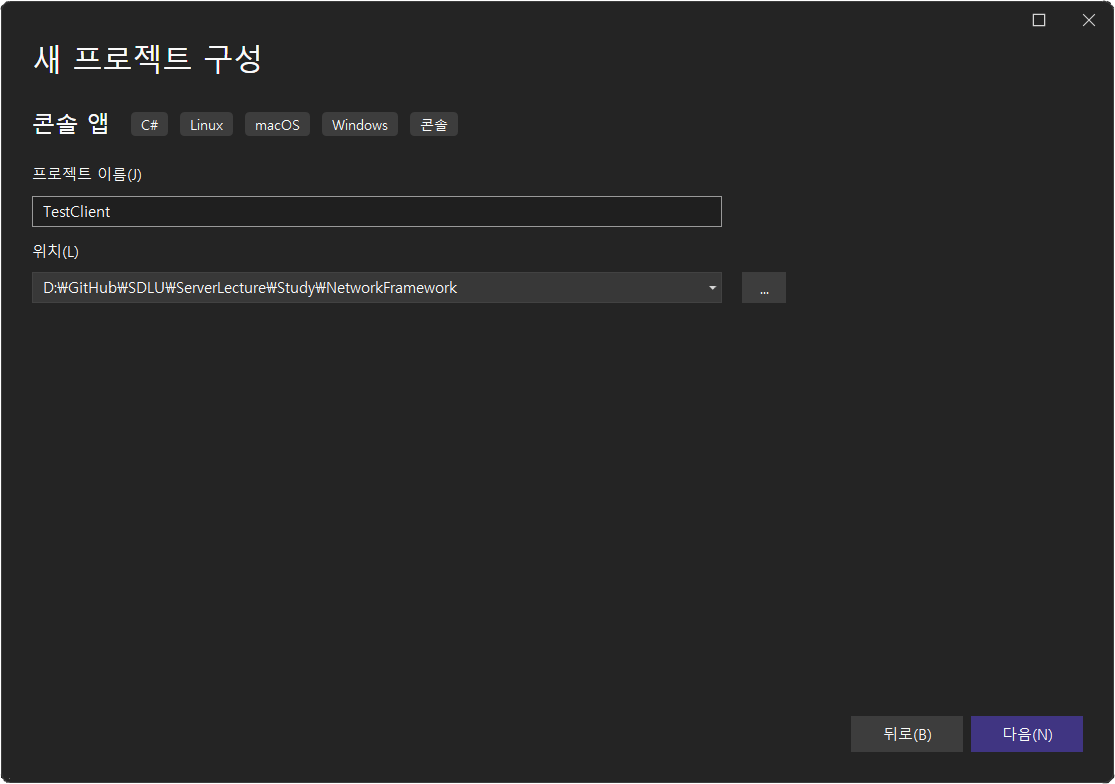 새 프로젝트 구성
콘솔 앱 C# Linux macOS Windows 콘솔
프로젝트 이름(J)
TestClient
위치(L)
D:₩GitHub₩SDLU₩ServerLecture₩Study₩NetworkFramework
...
뒤로(B) 다음(N)